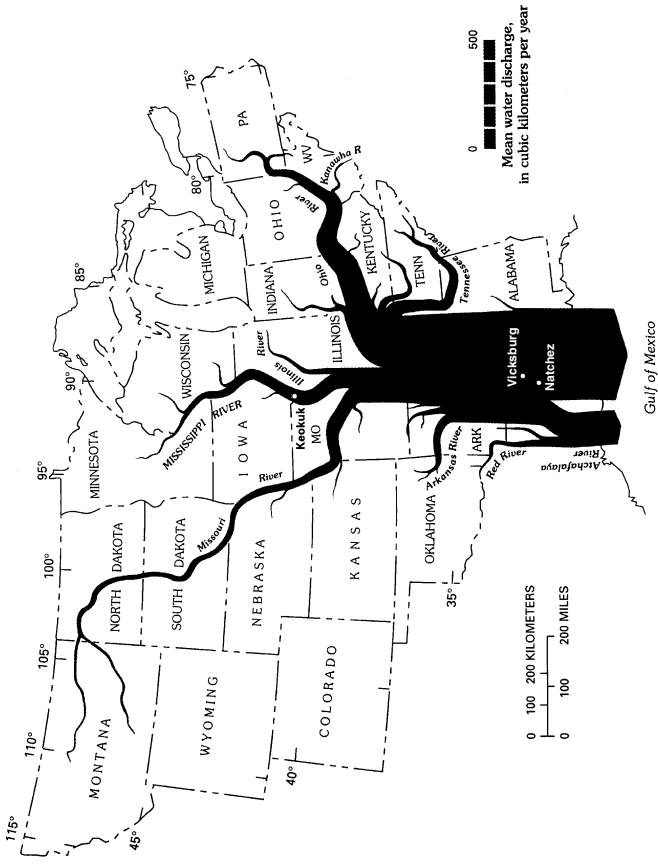 115°
110°
105°
100°
95°
90°
85°
80°
75°
45°
40°
35°
MONTANA
NORTH DAKOTA
SOUTH DAKOTA
MINNESOTA
WISCONSIN
MICHIGAN
PA
WYOMING
NEBRASKA
IOWA
ILLINOIS
INDIANA
OHIO
WV
COLORADO
KANSAS
MO
KENTUCKY
OKLAHOMA
ARK
TENN
ALABAMA
Missouri River
MISSISSIPPI RIVER
Illinois River
Ohio River
Kanawha R
Tennessee River
Arkansas River
Red River
Atchafalaya
River
Keokuk
Vicksburg
Natchez
Gulf of Mexico
0 500
Mean water discharge,
in cubic kilometers per year
0 100 200 KILOMETERS
0 100 200 MILES